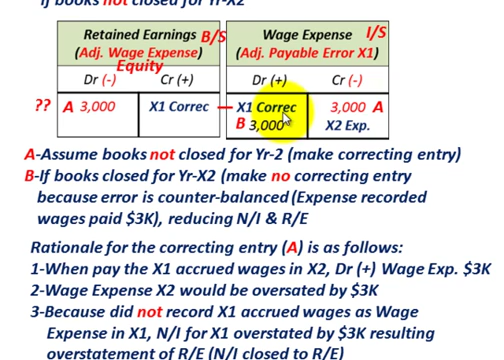 If books not closed for Yr-X2
Retained Earnings B/S
(Adj. Wage Expense)
Equity
Wage Expense I/S
(Adj. Payable Error X1)
Dr (-) Cr (+) Dr (+) Cr (-)
?? A 3,000 X1 Correc — X1 Correc 3,000 A
B 3,000 X2 Exp.
A-Assume books not closed for Yr-2 (make correcting entry)
B-If books closed for Yr-X2 (make no correcting entry
because error is counter-balanced (Expense recorded
wages paid $3K), reducing N/I & R/E
Rationale for the correcting entry (A) is as follows:
1-When pay the X1 accrued wages in X2, Dr (+) Wage Exp. $3K
2-Wage Expense X2 would be oversated by $3K
3-Because did not record X1 accrued wages as Wage
Expense in X1, N/I for X1 overstated by $3K resulting
overstatement of R/E (N/I closed to R/E)